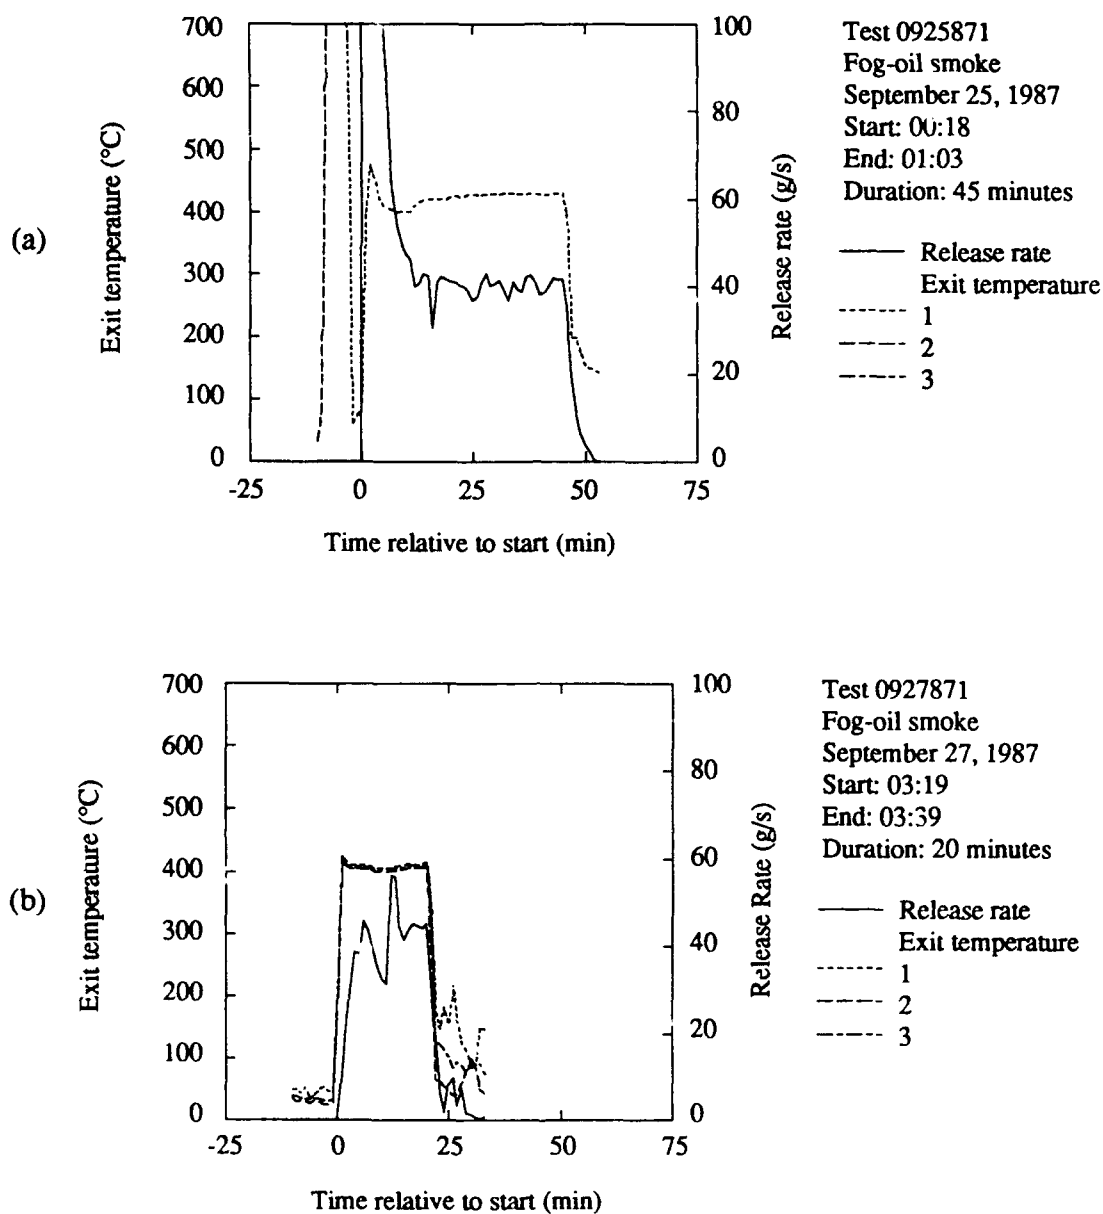 (a)
Exit temperature (°C)
700
600
500
400
300
200
100
0
-25
0
25
50
75
Time relative to start (min)
100
80
60
40
20
0
Release rate (g/s)
Test 0925871
Fog-oil smoke
September 25, 1987
Start: 00:18
End: 01:03
Duration: 45 minutes
Release rate
Exit temperature
1
2
3
(b)
Exit temperature (°C)
700
600
500
400
300
200
100
0
-25
0
25
50
75
Time relative to start (min)
100
80
60
40
20
0
Release Rate (g/s)
Test 0927871
Fog-oil smoke
September 27, 1987
Start: 03:19
End: 03:39
Duration: 20 minutes
Release rate
Exit temperature
1
2
3